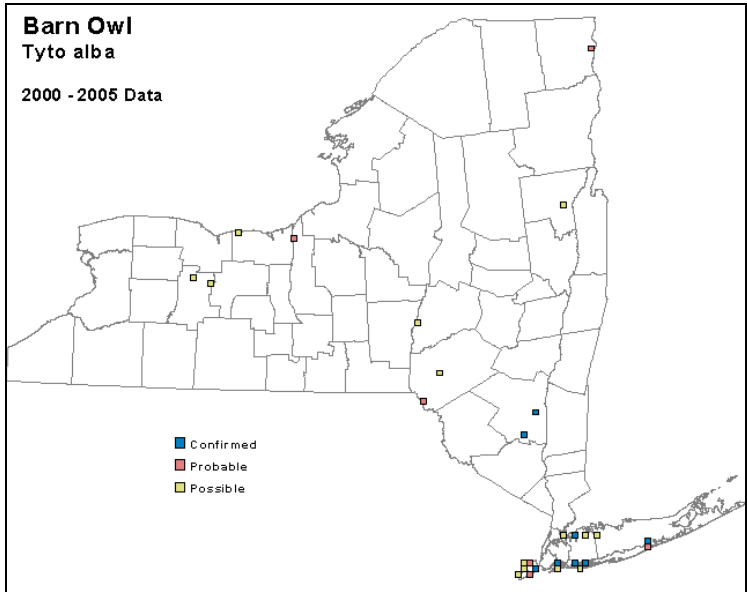 Barn Owl
Tyto alba
2000 - 2005 Data
Confirmed
Probable
Possible